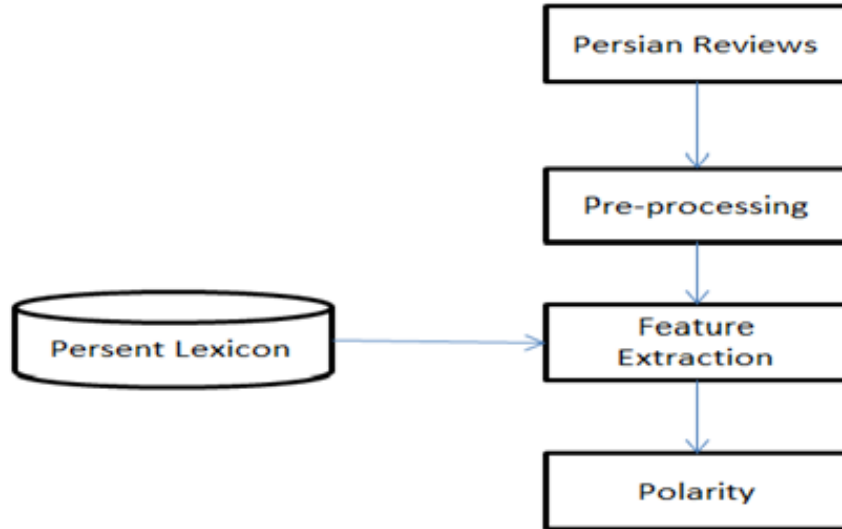 Persian Reviews
Pre-processing
Persent Lexicon
Feature
Extraction
Polarity